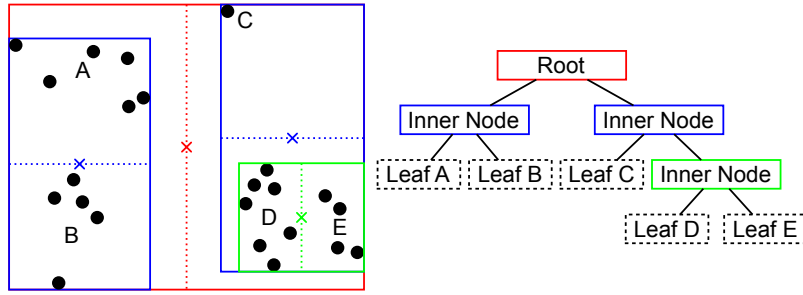 A
C
B
D
E
Root
Inner Node
Inner Node
Leaf A
Leaf B
Leaf C
Inner Node
Leaf D
Leaf E